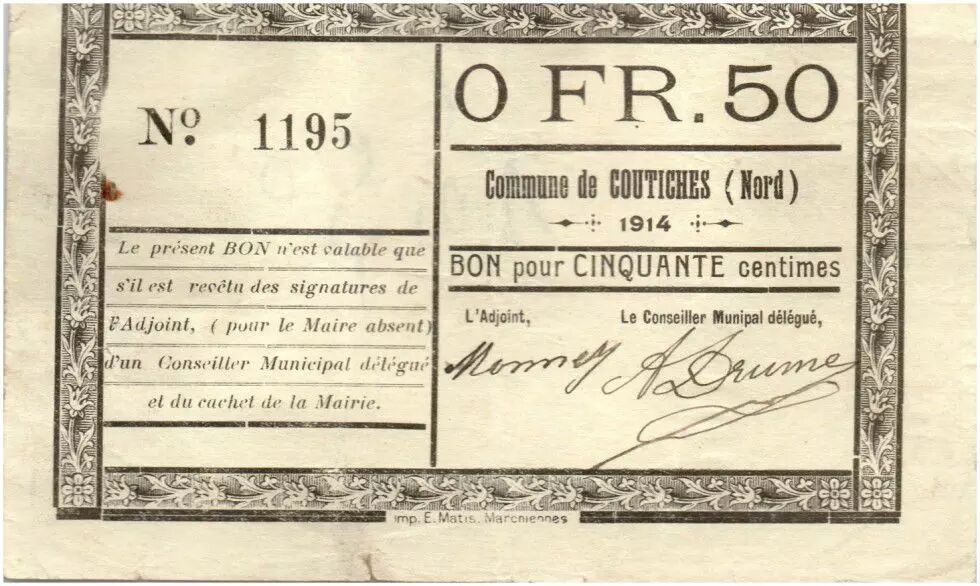 Nº 1195
Le présent BON n'est valable que
s'il est revêtu des signatures de
l'Adjoint, ( pour le Maire absent)
d'un Conseiller Municipal délégué
et du cachet de la Mairie.
0 FR. 50
Commune de COUTICHES (Nord)
1914
BON pour CINQUANTE centimes
L'Adjoint, Le Conseiller Munipal délégué,
Imp. E. Matis. Marchiennes